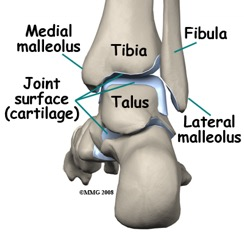 Medial
malleolus
Tibia
Fibula
Joint
surface
(cartilage)
Talus
Lateral
malleolus
©MMG 2008